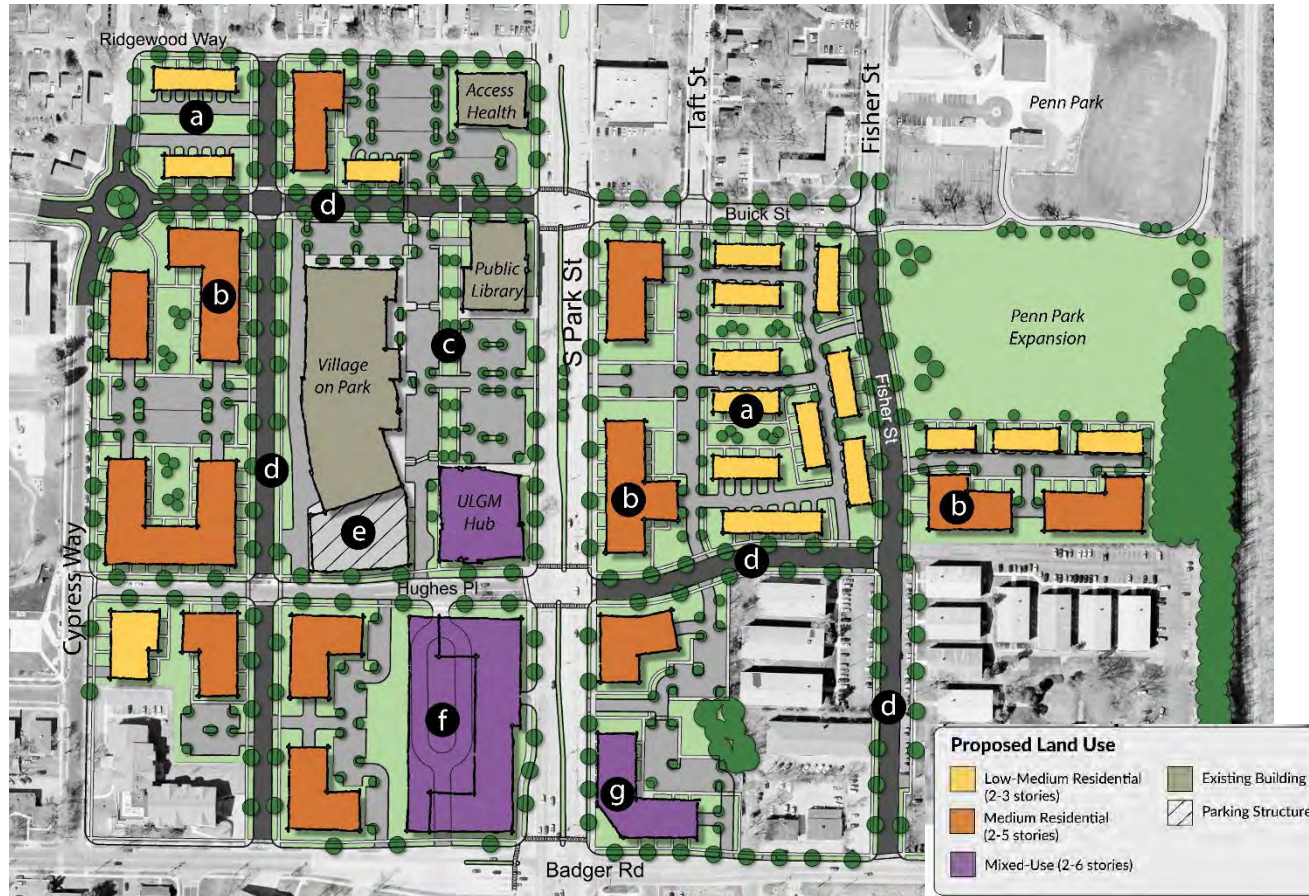 Ridgewood Way
Access
Health
a
Taft St
Fisher St
Penn Park
d
Buick St
b
Public
Library
S Park St
Village
on Park
c
Penn Park
Expansion
a
Fisher St
d
b
b
e
ULGM
Hub
d
Cypress Way
Hughes Pl
f
d
g
Badger Rd
Proposed Land Use
Low-Medium Residential
(2-3 stories)
Medium Residential
(2-5 stories)
Mixed-Use (2-6 stories)
Existing Building
Parking Structure